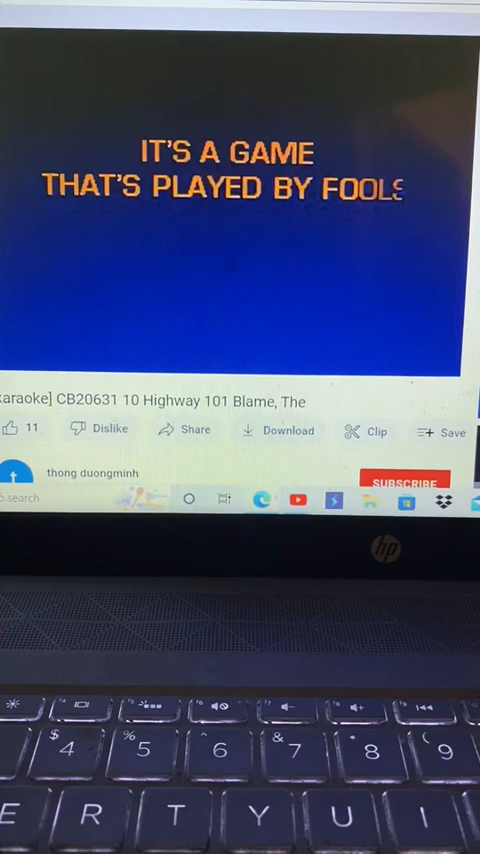 IT'S A GAME
THAT'S PLAYED BY FOOLS
karaoke] CB20631 10 Highway 101 Blame, The
11 Dislike Share Download Clip Save
thong duongminh
SUBSCRIBE
search
hp
$ 4 % 5 ^ 6 & 7 * 8 ( 9
E R T Y U I